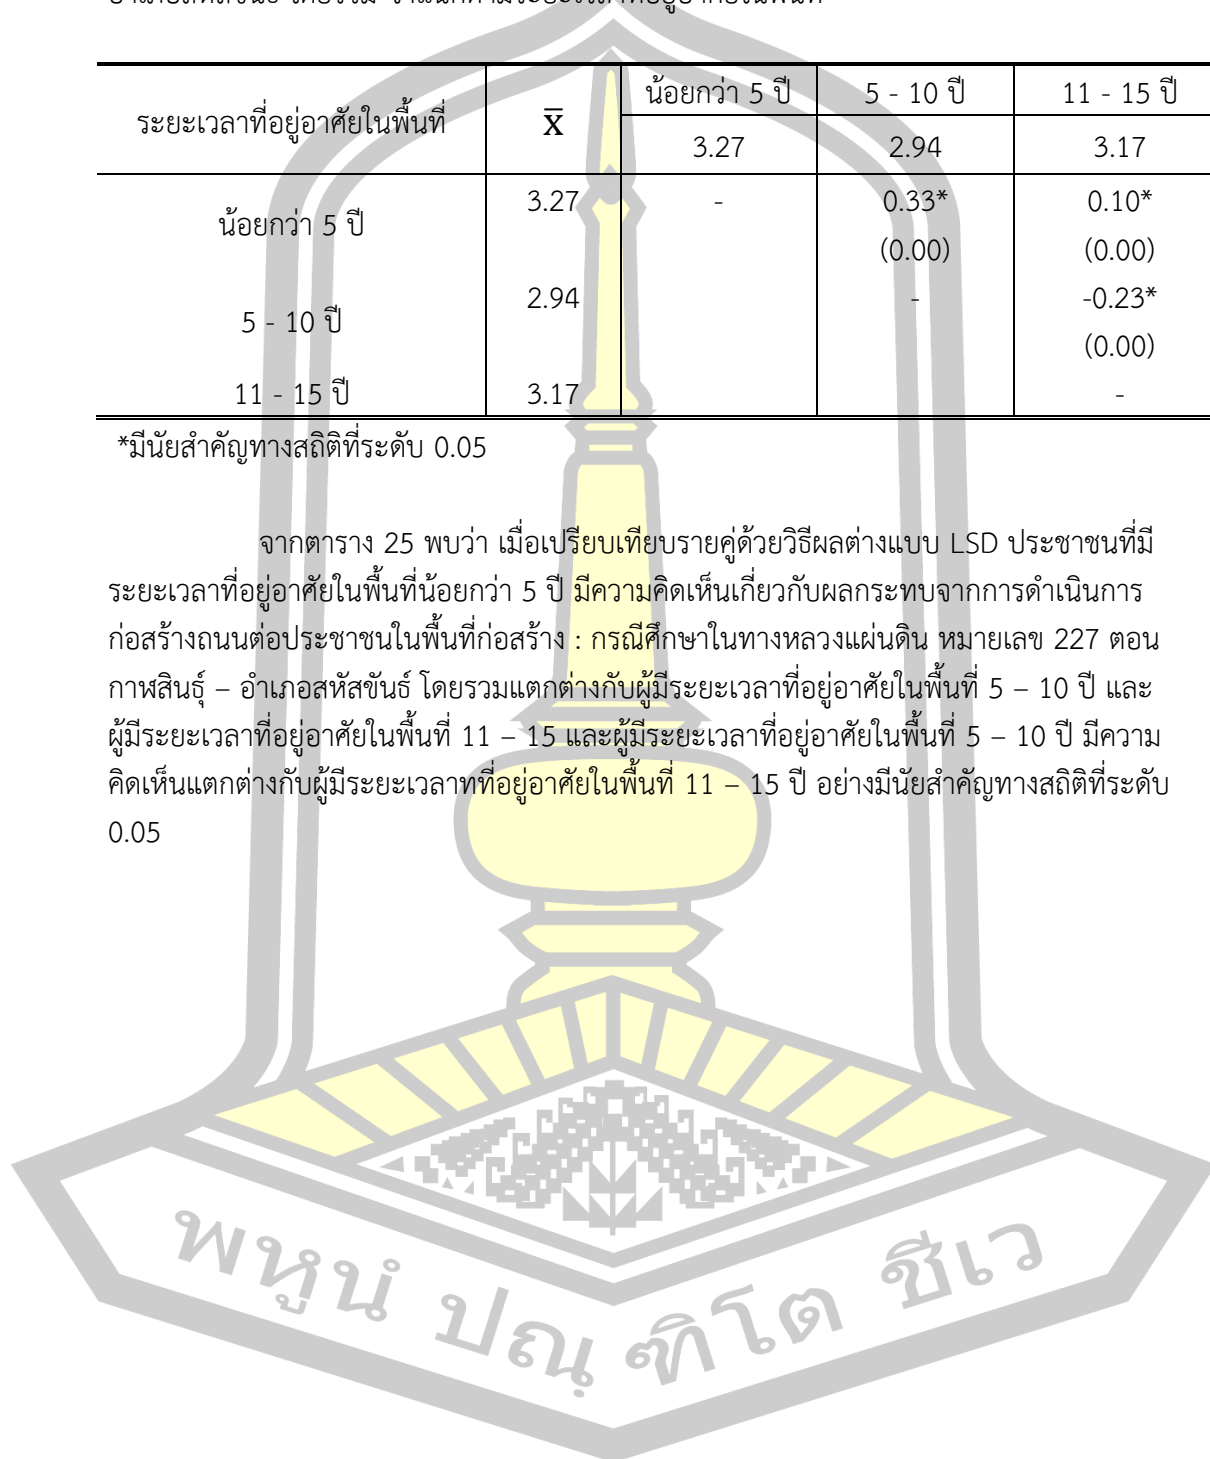 ระยะเวลาที่อยู่อาศัยในพื้นที่ x̄ น้อยกว่า 5 ปี 5 - 10 ปี 11 - 15 ปี
3.27 2.94 3.17
น้อยกว่า 5 ปี 3.27 - 0.33* 0.10*
(0.00) (0.00)
5 - 10 ปี 2.94 - -0.23*
(0.00)
11 - 15 ปี 3.17 -
*มีนัยสำคัญทางสถิติที่ระดับ 0.05
จากตาราง 25 พบว่า เมื่อเปรียบเทียบรายคู่ด้วยวิธีผลต่างแบบ LSD ประชาชนที่มี
ระยะเวลาที่อยู่อาศัยในพื้นที่น้อยกว่า 5 ปี มีความคิดเห็นเกี่ยวกับผลกระทบจากการดำเนินการ
ก่อสร้างถนนต่อประชาชนในพื้นที่ก่อสร้าง : กรณีศึกษาในทางหลวงแผ่นดิน หมายเลข 227 ตอน
กาฬสินธุ์ – อำเภอสหัสขันธ์ โดยรวมแตกต่างกับผู้มีระยะเวลาที่อยู่อาศัยในพื้นที่ 5 – 10 ปี และ
ผู้มีระยะเวลาที่อยู่อาศัยในพื้นที่ 11 – 15 และผู้มีระยะเวลาที่อยู่อาศัยในพื้นที่ 5 – 10 ปี มีความ
คิดเห็นแตกต่างกับผู้มีระยะเวลาทที่อยู่อาศัยในพื้นที่ 11 – 15 ปี อย่างมีนัยสำคัญทางสถิติที่ระดับ
0.05
พหูนํ ปณฺฑิโต ชีเว